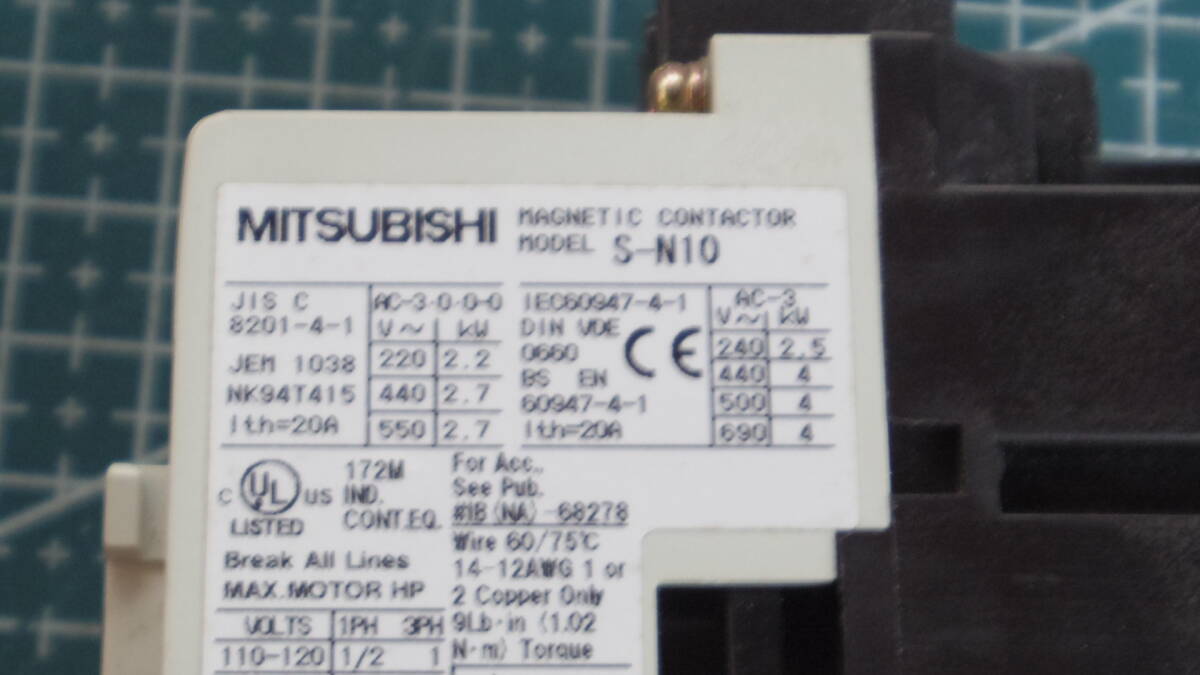 MITSUBISHI
MAGNETIC CONTACTOR
MODEL S-N10
JIS C
8201-4-1
JEM 1038
NK94T415
Ith=20A
AC-3·0·0-0
V~ kW
220 2.2
440 2.7
550 2.7
IEC60947-4-1
DIN VDE
0660
BS EN
60947-4-1
Ith=20A
CE
AC-3
V~ kW
240 2.5
440 4
500 4
690 4
C UL US
LISTED
172M
IND.
CONT.EQ.
For Acc.,
See Pub.
#IB(NA)-68278
Break All Lines
MAX.MOTOR HP
VOLTS 1PH 3PH
110-120 1/2 1
Wire 60/75℃
14-12AWG 1 or
2 Copper Only
9Lb·in (1.02
N·m) Torque